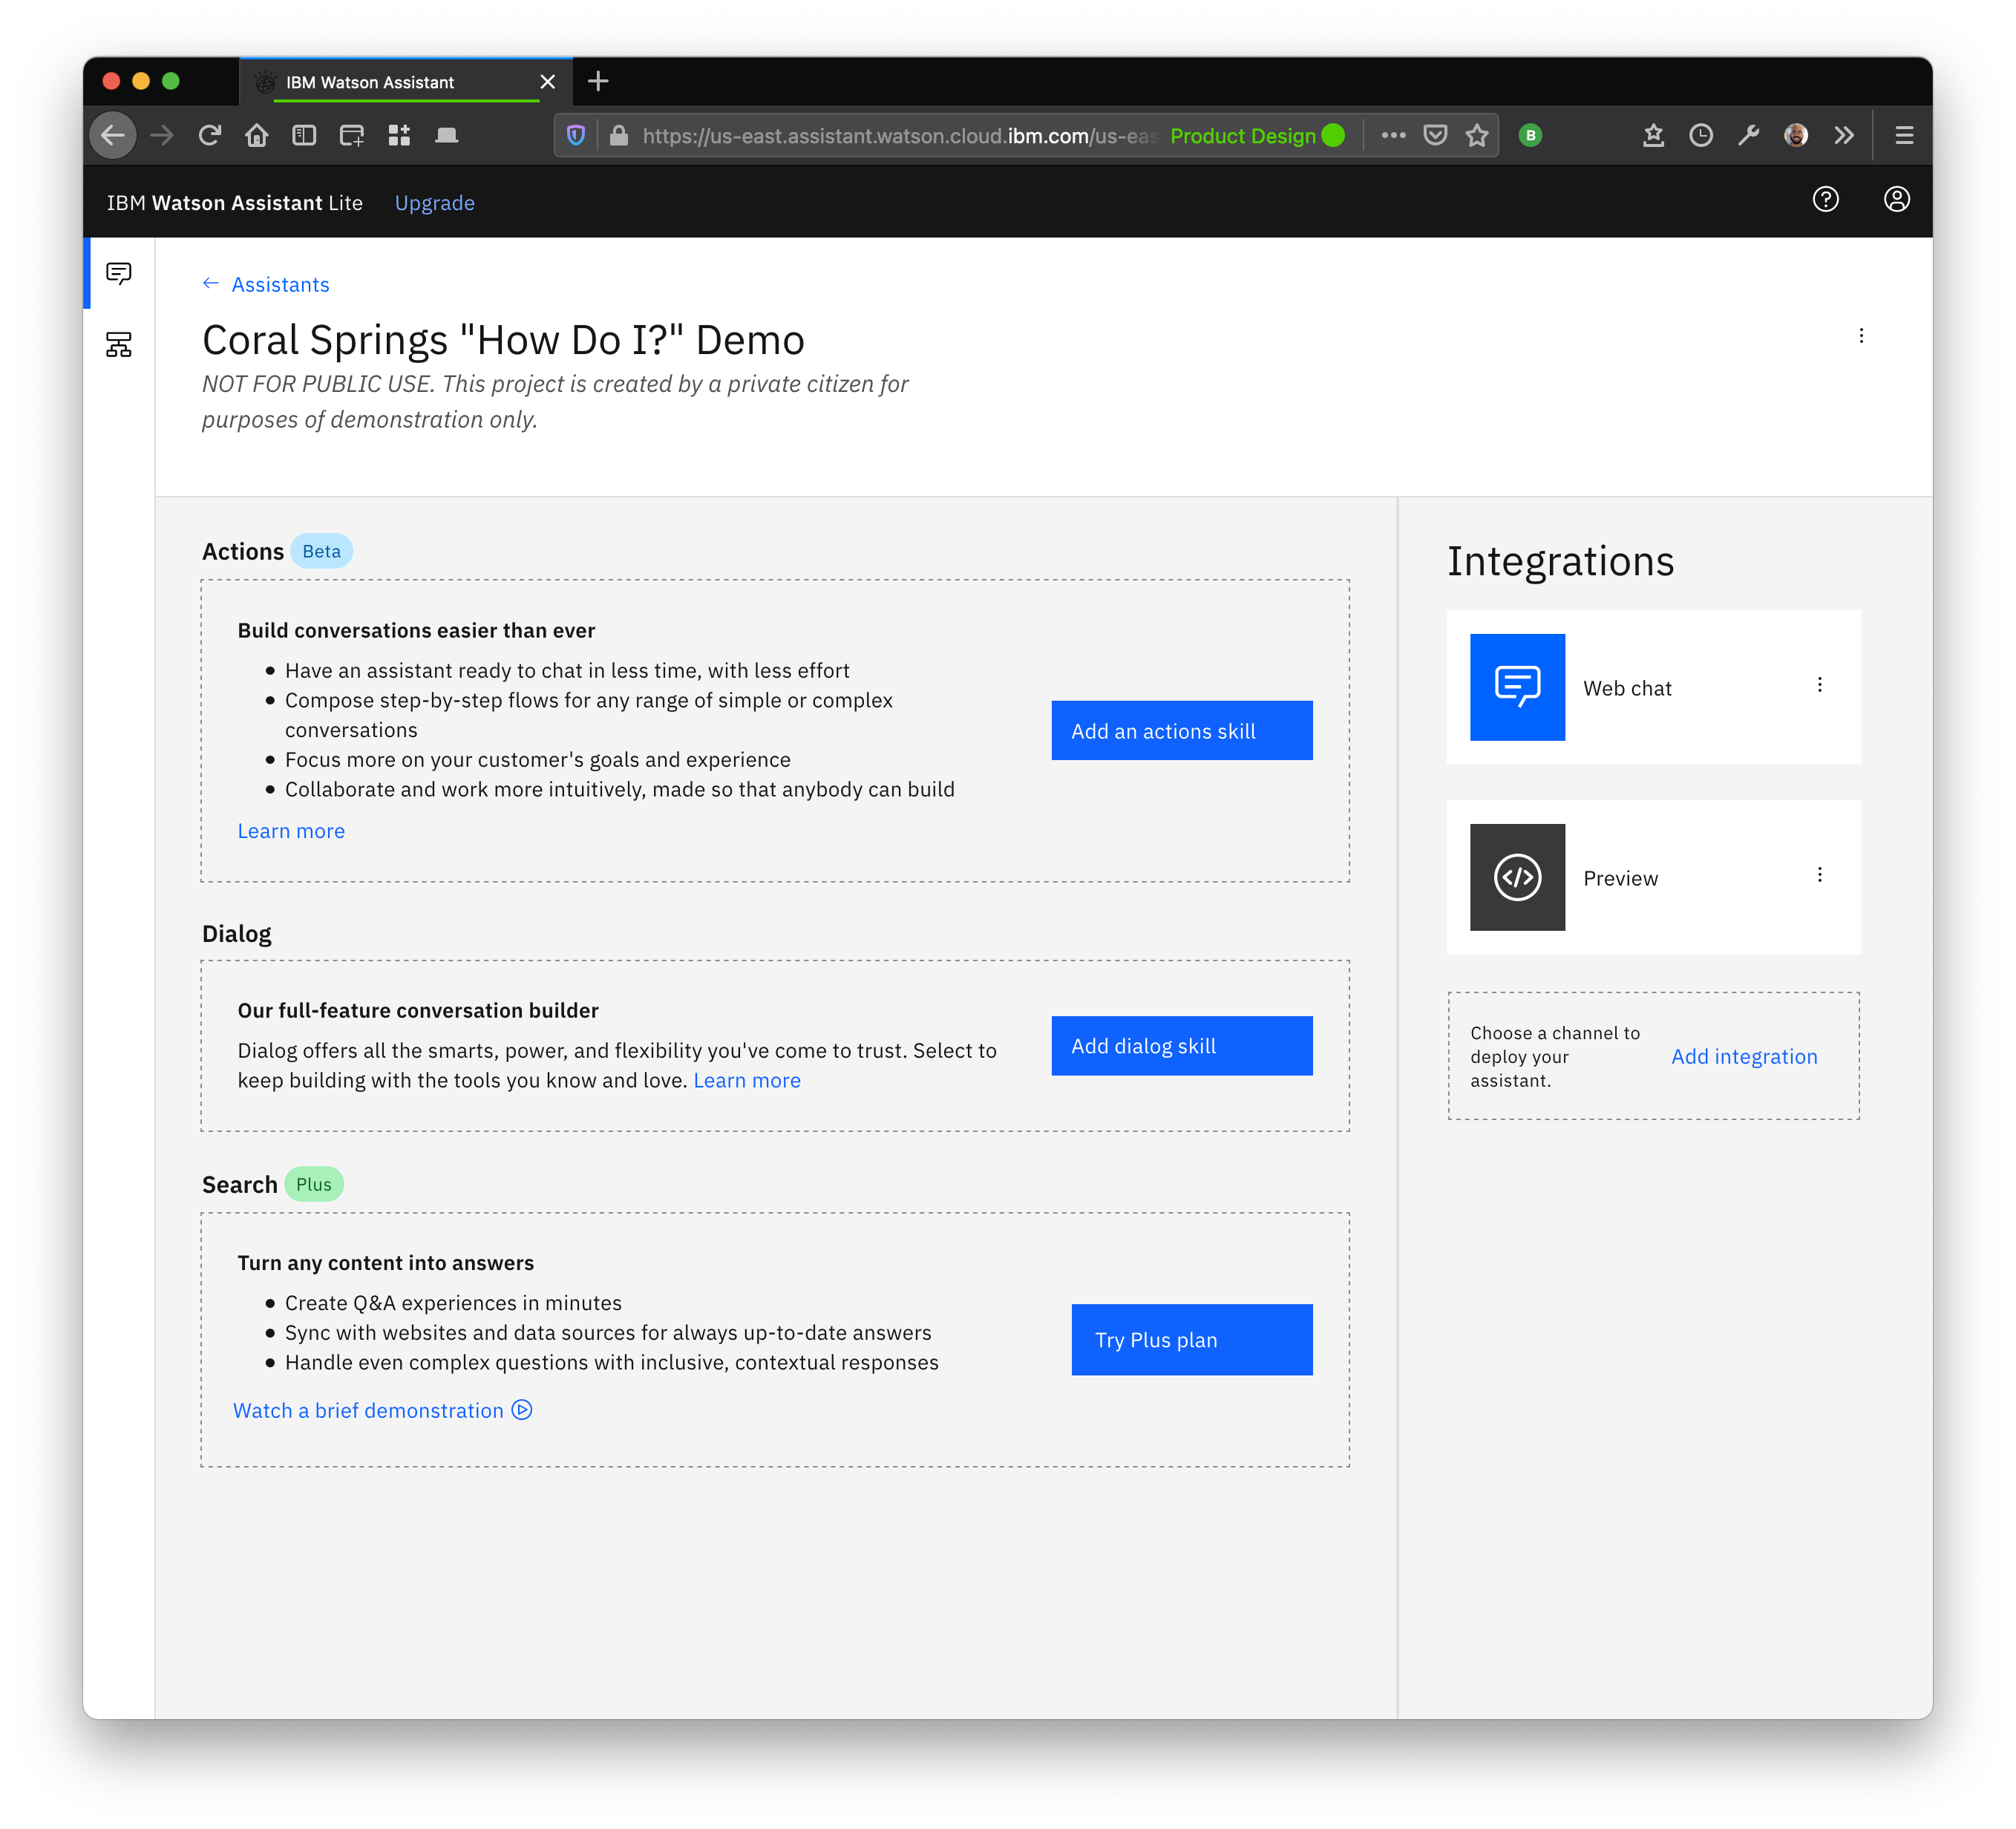 IBM Watson Assistant
https://us-east.assistant.watson.cloud.ibm.com/us-eas
Product Design
B
IBM Watson Assistant Lite
Upgrade
Assistants
Coral Springs "How Do I?" Demo
NOT FOR PUBLIC USE. This project is created by a private citizen for
purposes of demonstration only.
Actions
Beta
Build conversations easier than ever
Have an assistant ready to chat in less time, with less effort
Compose step-by-step flows for any range of simple or complex
conversations
Focus more on your customer's goals and experience
Collaborate and work more intuitively, made so that anybody can build
Learn more
Add an actions skill
Dialog
Our full-feature conversation builder
Dialog offers all the smarts, power, and flexibility you've come to trust. Select to
keep building with the tools you know and love. Learn more
Add dialog skill
Search
Plus
Turn any content into answers
Create Q&A experiences in minutes
Sync with websites and data sources for always up-to-date answers
Handle even complex questions with inclusive, contextual responses
Watch a brief demonstration
Try Plus plan
Integrations
Web chat
Preview
Choose a channel to
deploy your
assistant.
Add integration